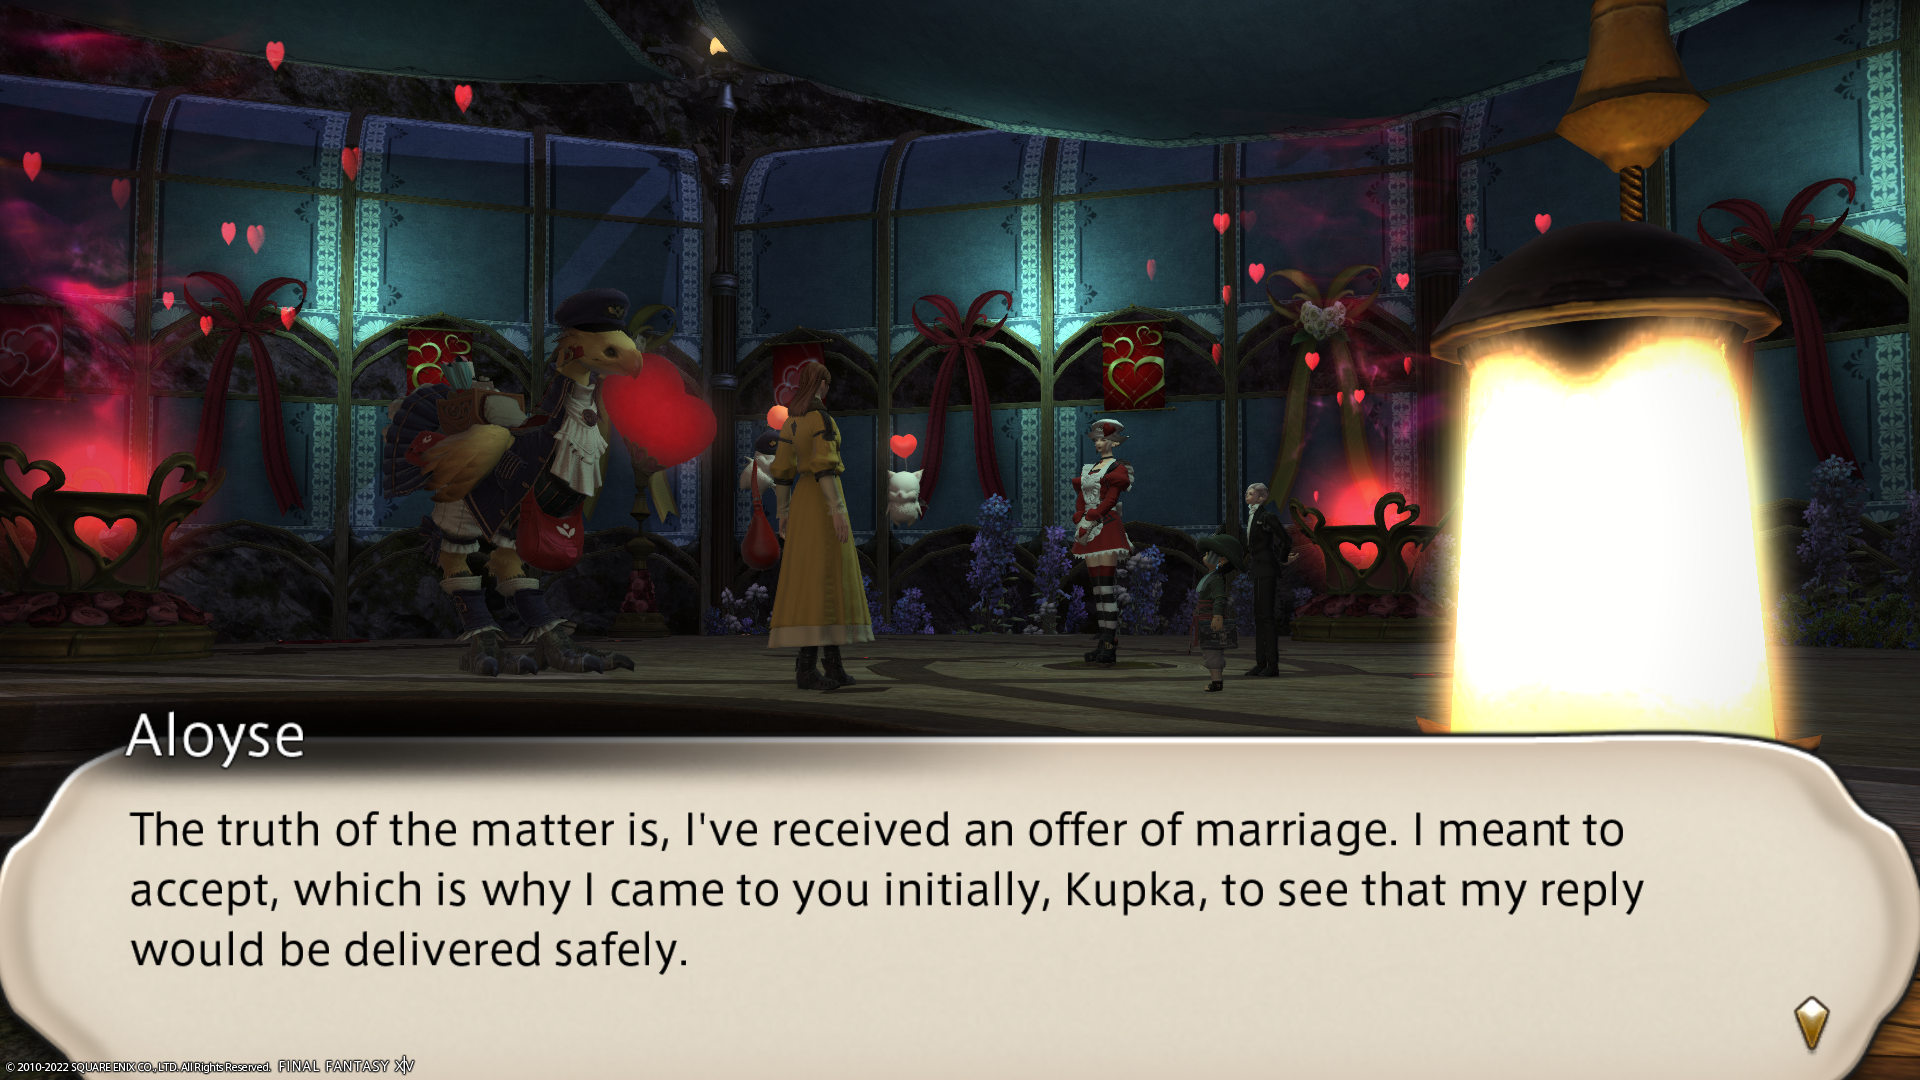 Aloyse
The truth of the matter is, I've received an offer of marriage. I meant to
accept, which is why I came to you initially, Kupka, to see that my reply
would be delivered safely.
© 2010-2022 SQUARE ENIX CO., LTD. All Rights Reserved. FINAL FANTASY XIV